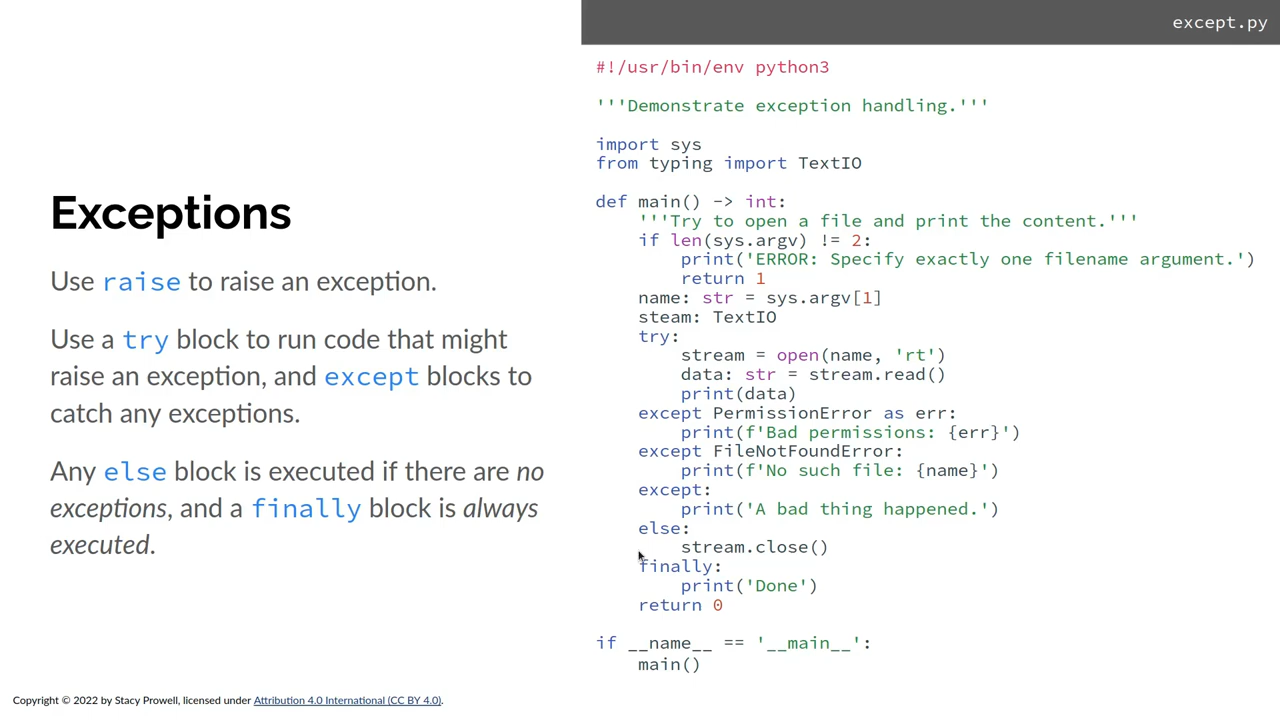 Exceptions
Use raise to raise an exception.
Use a try block to run code that might
raise an exception, and except blocks to
catch any exceptions.
Any else block is executed if there are no
exceptions, and a finally block is always
executed.
except.py
#!/usr/bin/env python3
'''Demonstrate exception handling.'''
import sys
from typing import TextIO
def main() -> int:
    '''Try to open a file and print the content.'''
    if len(sys.argv) != 2:
        print('ERROR: Specify exactly one filename argument.')
        return 1
    name: str = sys.argv[1]
    steam: TextIO
    try:
        stream = open(name, 'rt')
        data: str = stream.read()
        print(data)
    except PermissionError as err:
        print(f'Bad permissions: {err}')
    except FileNotFoundError:
        print(f'No such file: {name}')
    except:
        print('A bad thing happened.')
    else:
        stream.close()
    finally:
        print('Done')
    return 0
if __name__ == '__main__':
    main()
Copyright © 2022 by Stacy Prowell, licensed under Attribution 4.0 International (CC BY 4.0).